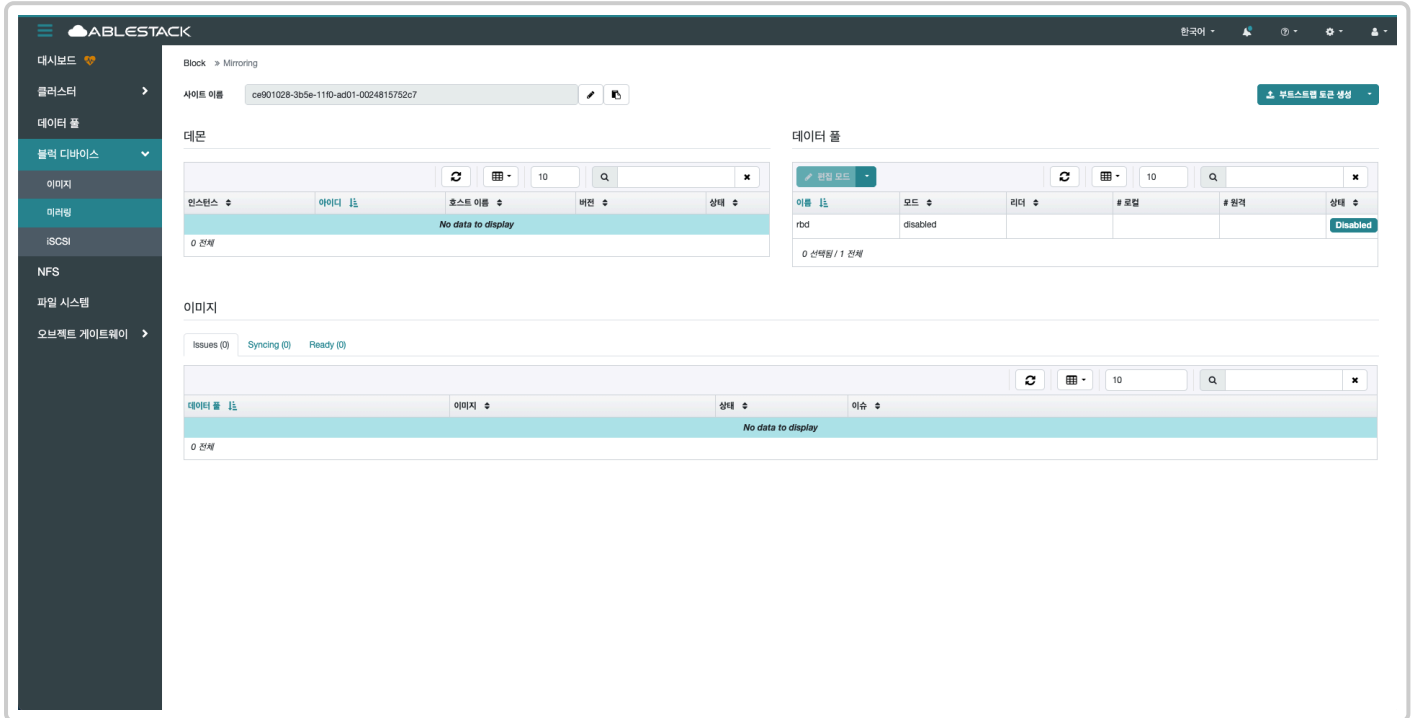 ABLESTACK
한국어
대시보드
클러스터
데이터 풀
블럭 디바이스
이미지
미러링
iSCSI
NFS
파일 시스템
오브젝트 게이트웨이
Block » Mirroring
사이트 이름 ce901028-3b5e-11f0-ad01-0024815752c7
부트스트랩 토큰 생성
데몬
10
인스턴스 아이디 호스트 이름 버전 상태
No data to display
0 전체
데이터 풀
편집 모드 10
이름 모드 리더 # 로컬 # 원격 상태
rbd disabled Disabled
0 선택됨 / 1 전체
이미지
Issues (0) Syncing (0) Ready (0)
10
데이터 풀 이미지 상태 이슈
No data to display
0 전체